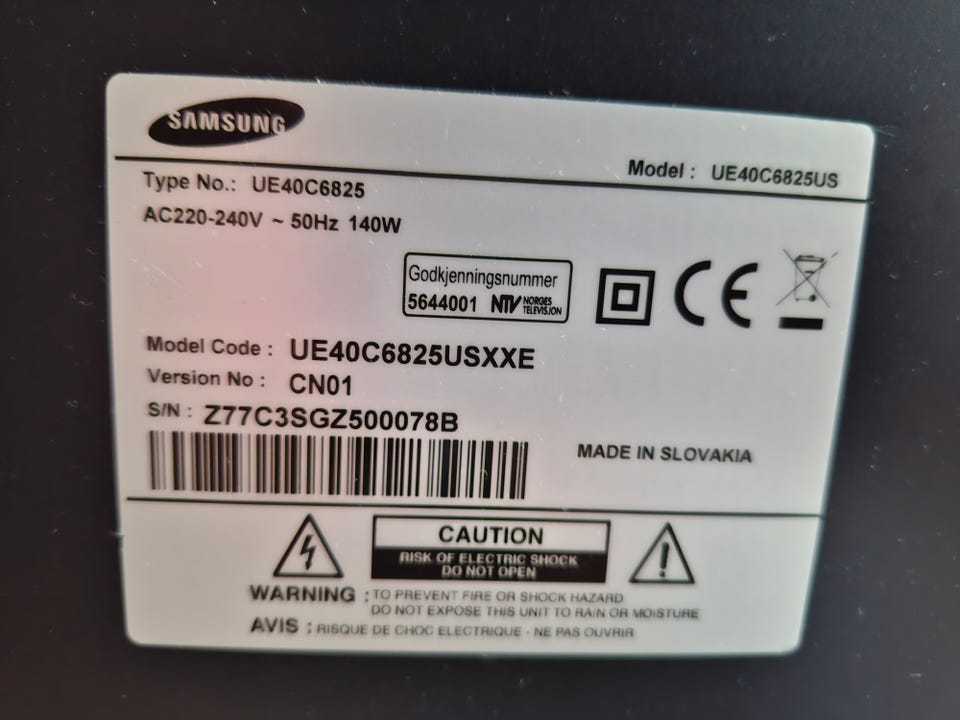 SAMSUNG
Model : UE40C6825US
Type No.: UE40C6825
AC220-240V ~ 50Hz 140W
Godkjenningsnummer
5644001 NTV NORGES TELEVISJON
CE
Model Code : UE40C6825USXXE
Version No : CN01
S/N : Z77C3SGZ500078B
MADE IN SLOVAKIA
CAUTION
RISK OF ELECTRIC SHOCK
DO NOT OPEN
WARNING : TO PREVENT FIRE OR SHOCK HAZARD
DO NOT EXPOSE THIS UNIT TO RAIN OR MOISTURE
AVIS : RISQUE DE CHOC ELECTRIQUE - NE PAS OUVRIR